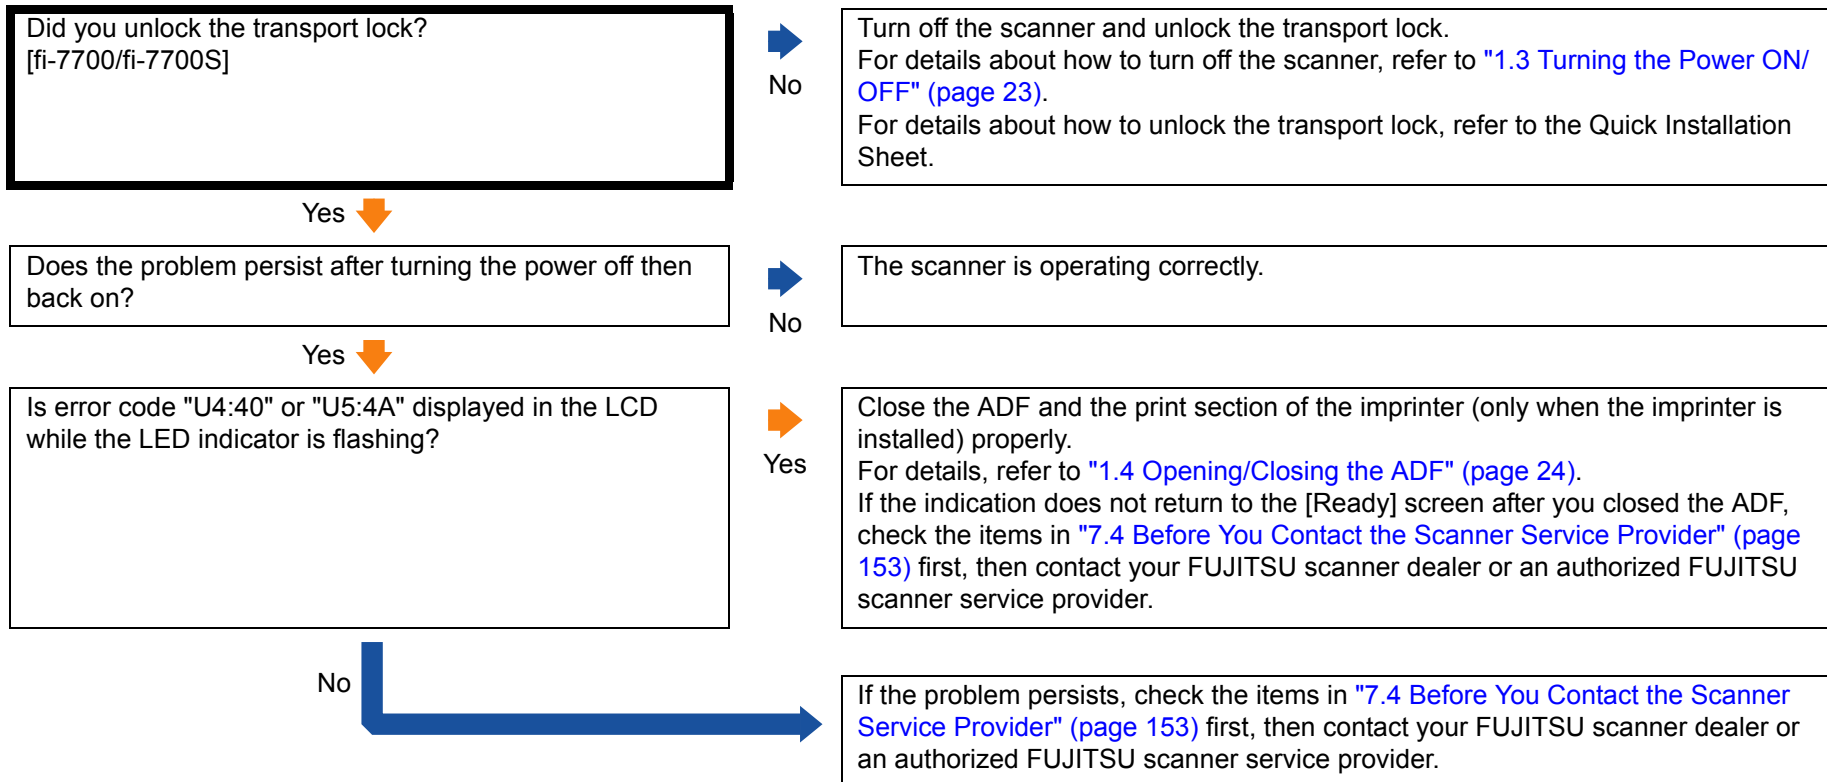 Did you unlock the transport lock?
[fi-7700/fi-7700S]
No
Turn off the scanner and unlock the transport lock.
For details about how to turn off the scanner, refer to "1.3 Turning the Power ON/
OFF" (page 23).
For details about how to unlock the transport lock, refer to the Quick Installation
Sheet.
Yes
Does the problem persist after turning the power off then
back on?
No
The scanner is operating correctly.
Yes
Is error code "U4:40" or "U5:4A" displayed in the LCD
while the LED indicator is flashing?
Yes
Close the ADF and the print section of the imprinter (only when the imprinter is
installed) properly.
For details, refer to "1.4 Opening/Closing the ADF" (page 24).
If the indication does not return to the [Ready] screen after you closed the ADF,
check the items in "7.4 Before You Contact the Scanner Service Provider" (page
153) first, then contact your FUJITSU scanner dealer or an authorized FUJITSU
scanner service provider.
No
If the problem persists, check the items in "7.4 Before You Contact the Scanner
Service Provider" (page 153) first, then contact your FUJITSU scanner dealer or
an authorized FUJITSU scanner service provider.